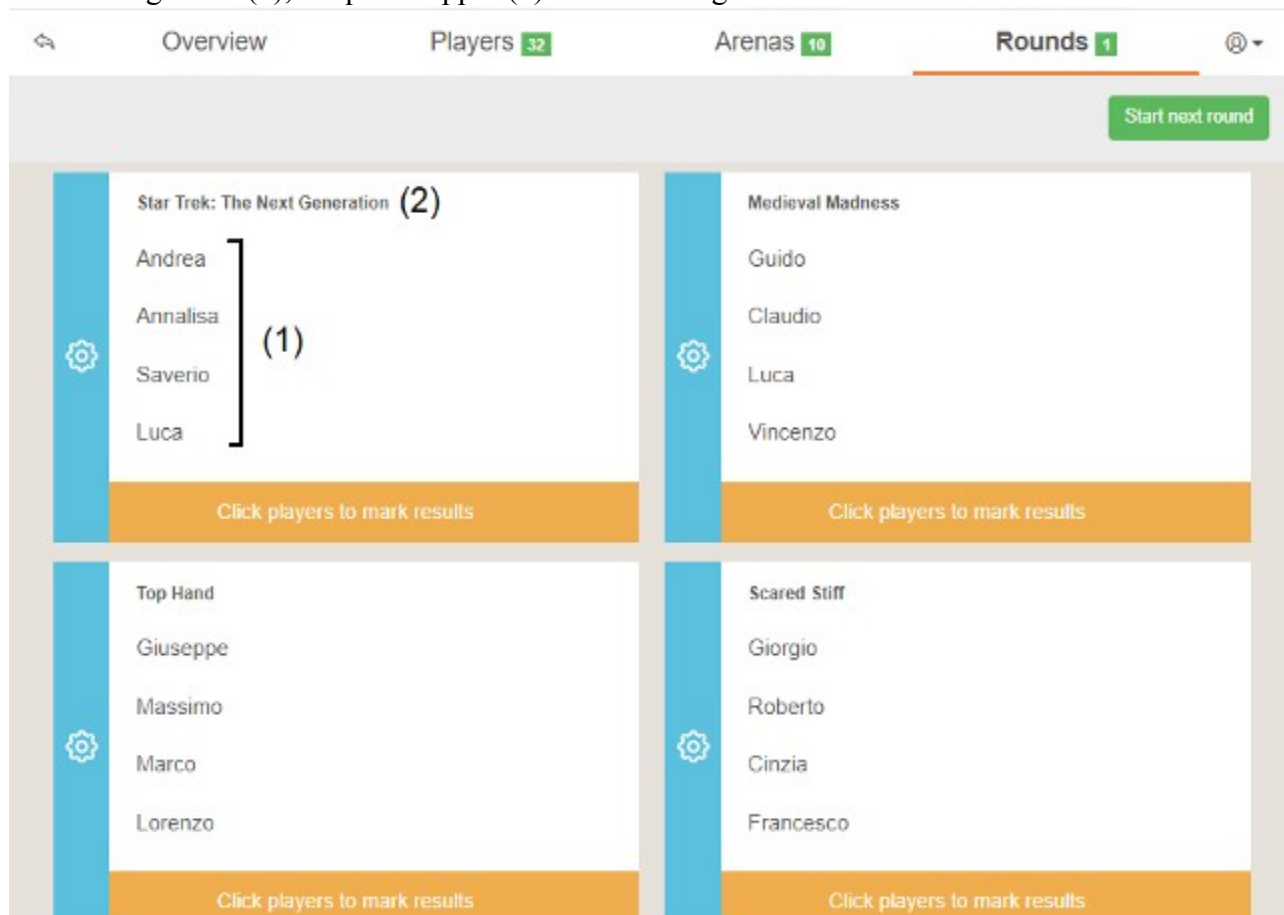 Overview Players 32 Arenas 10 Rounds 1
Start next round
Star Trek: The Next Generation (2)
Andrea
Annalisa
(1)
Saverio
Luca
Click players to mark results
Medieval Madness
Guido
Claudio
Luca
Vincenzo
Click players to mark results
Top Hand
Giuseppe
Massimo
Marco
Lorenzo
Click players to mark results
Scared Stiff
Giorgio
Roberto
Cinzia
Francesco
Click players to mark results